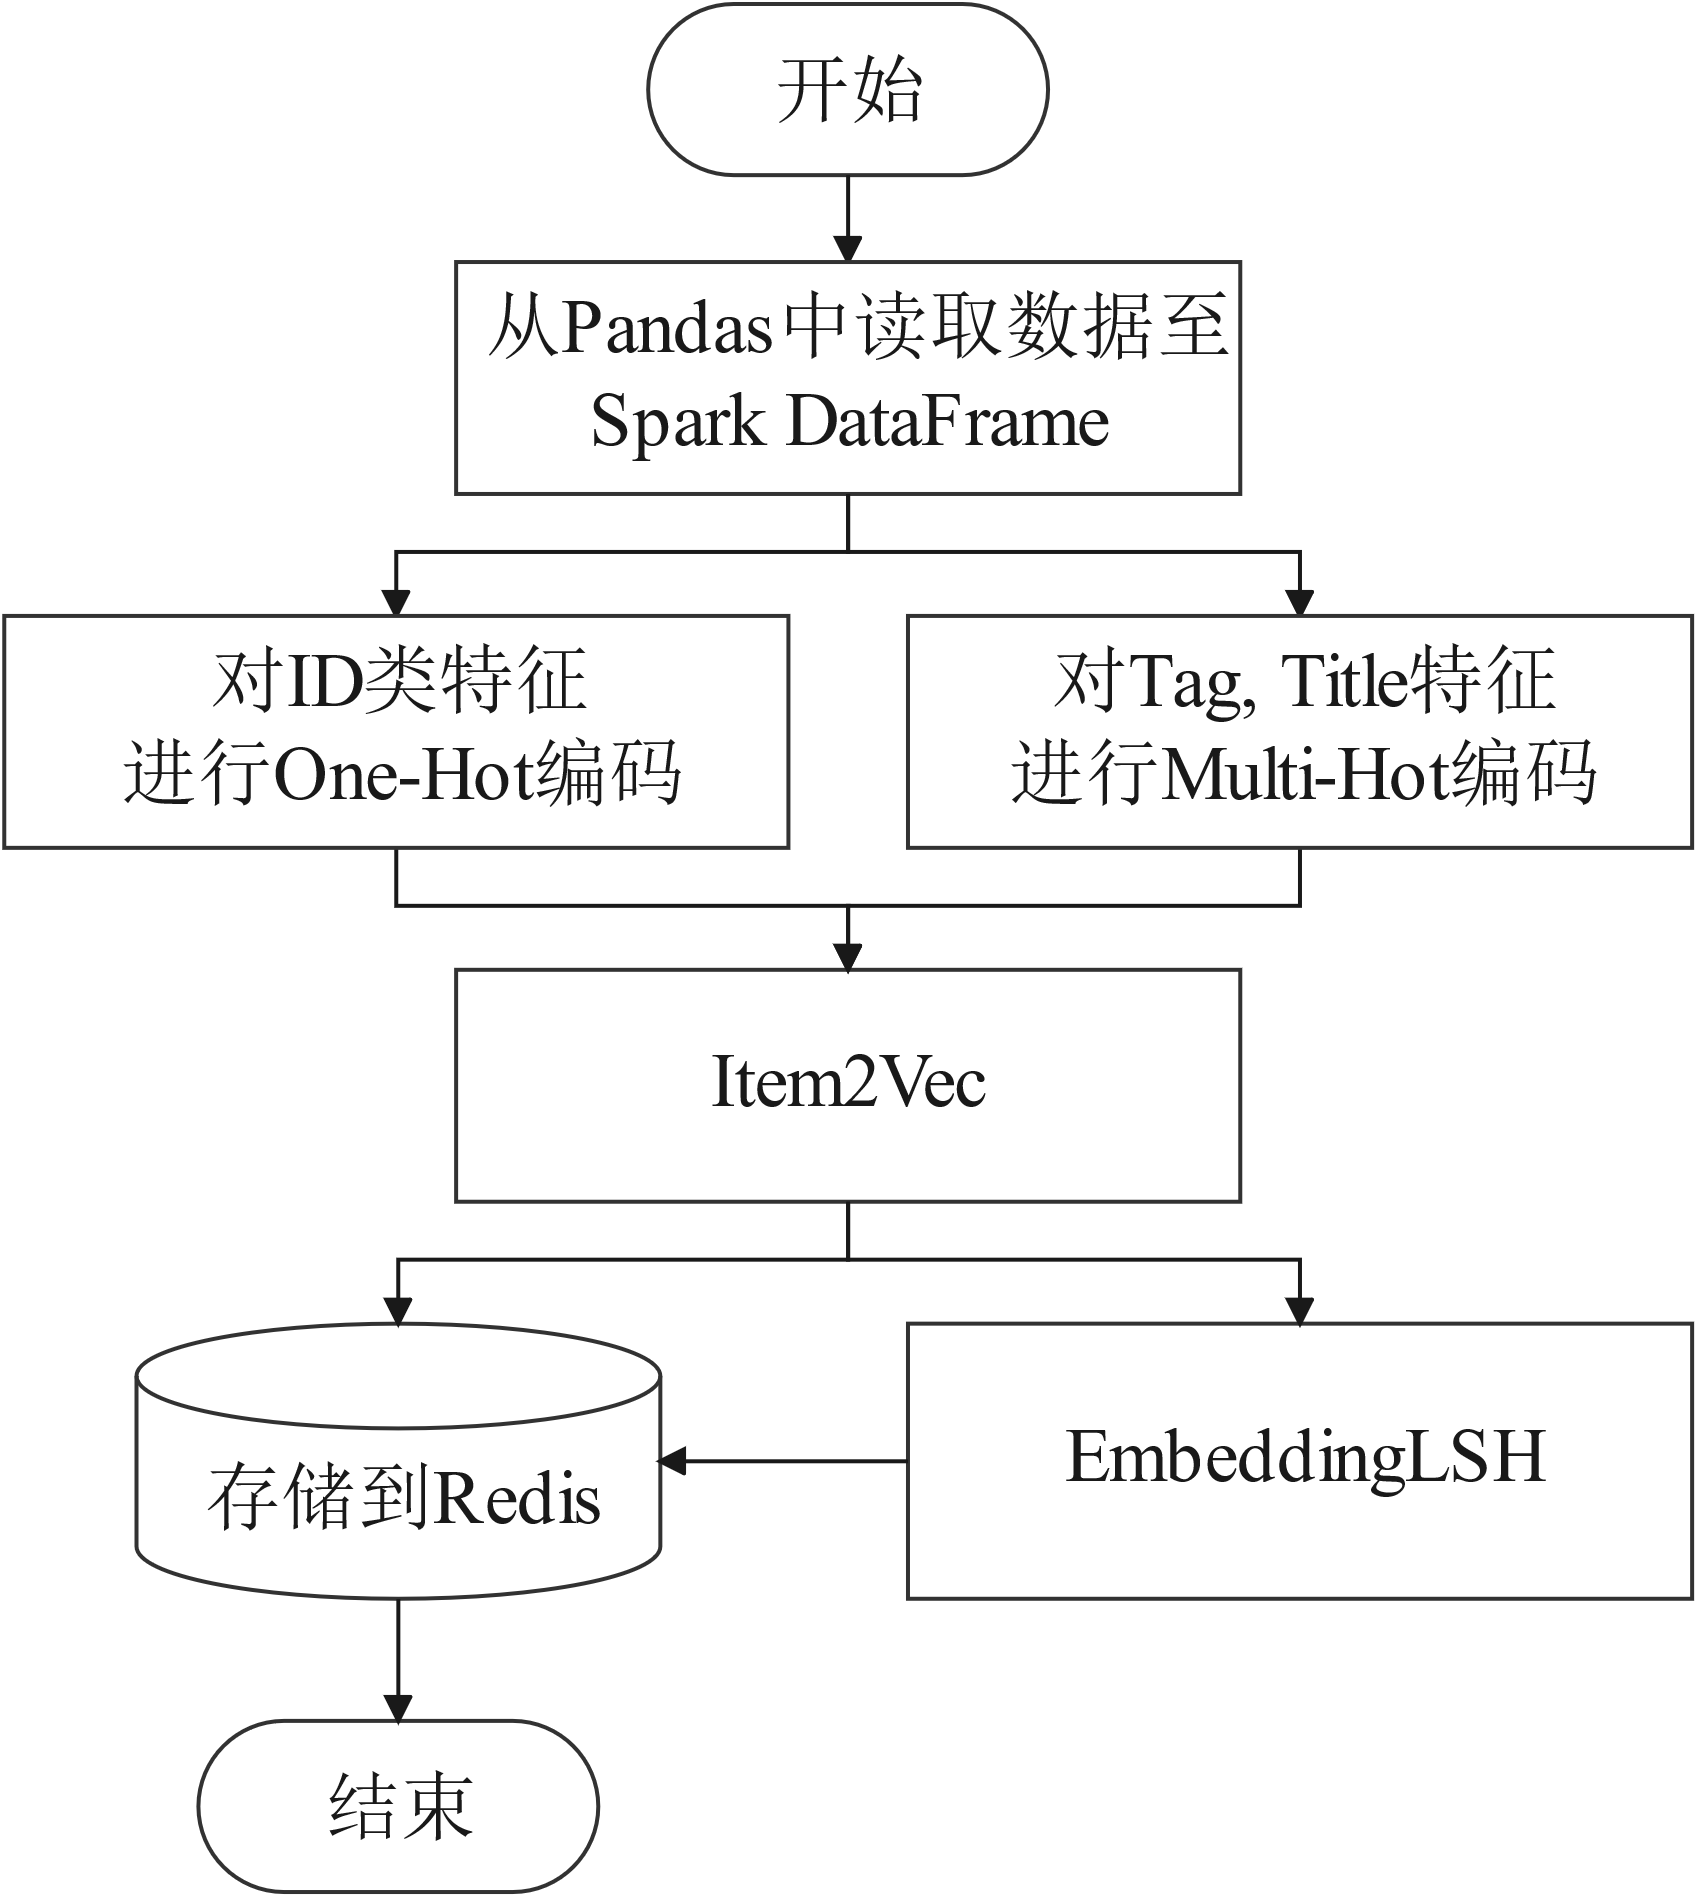 开始
从Pandas中读取数据至
Spark DataFrame
对ID类特征
进行One-Hot编码
对Tag, Title特征
进行Multi-Hot编码
Item2Vec
存储到Redis
EmbeddingLSH
结束